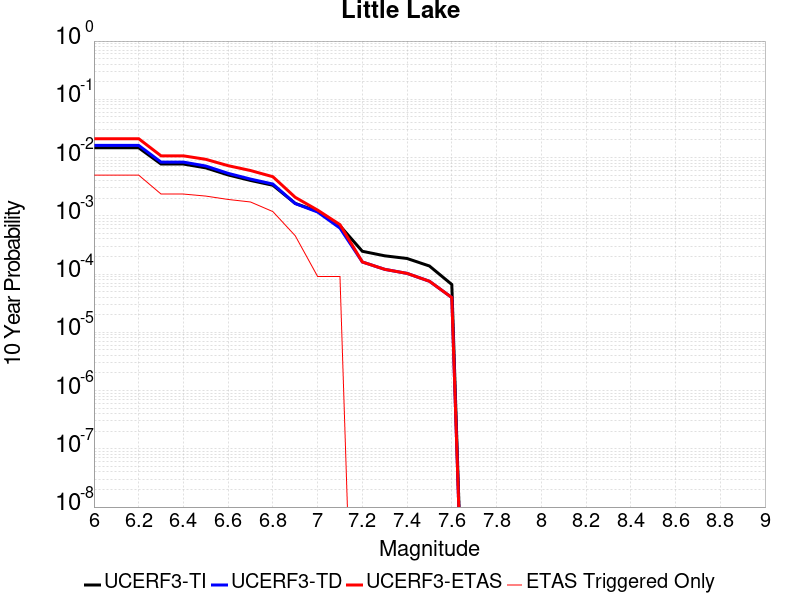 Little Lake
10 Year Probability
10^0
10^-1
10^-2
10^-3
10^-4
10^-5
10^-6
10^-7
10^-8
6 6.2 6.4 6.6 6.8 7 7.2 7.4 7.6 7.8 8 8.2 8.4 8.6 8.8 9
Magnitude
UCERF3-TI UCERF3-TD UCERF3-ETAS ETAS Triggered Only